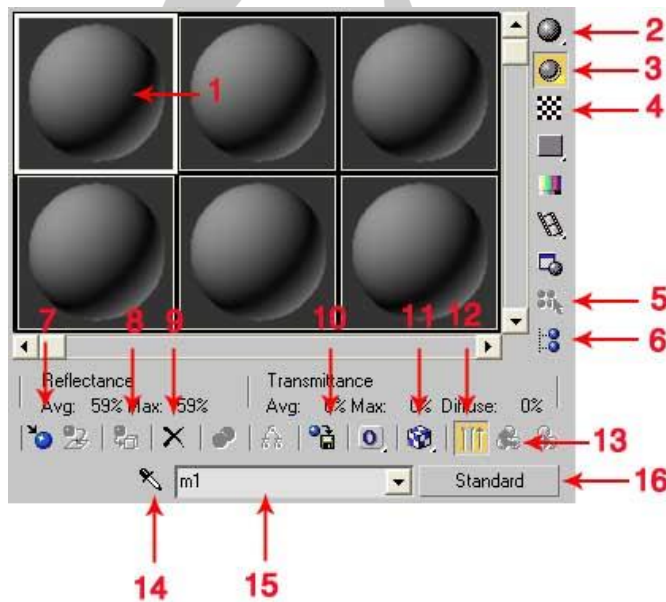 1
2
3
4
5
6
7 8 9 10 11 12
Reflectance Transmittance
Avg: 59% Max: 59% Avg: 0% Max: 0% Diffuse: 0%
13
m1 Standard 16
14 15